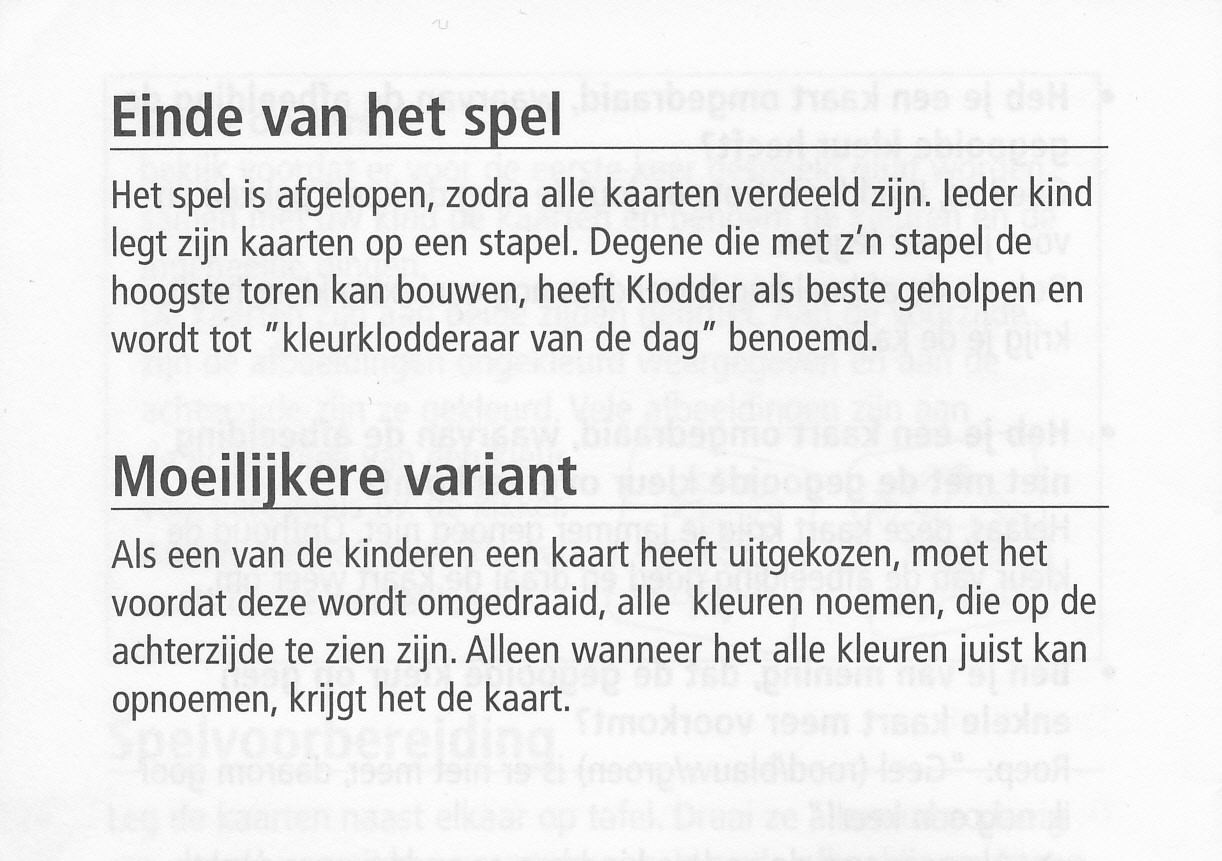 Einde van het spel
Het spel is afgelopen, zodra alle kaarten verdeeld zijn. Ieder kind
legt zijn kaarten op een stapel. Degene die met z’n stapel de
hoogste toren kan bouwen, heeft Klodder als beste geholpen en
wordt tot ”kleurklodderaar van de dag” benoemd.
Moeilijkere variant
Als een van de kinderen een kaart heeft uitgekozen, moet het
voordat deze wordt omgedraaid, alle  kleuren noemen, die op de
achterzijde te zien zijn. Alleen wanneer het alle kleuren juist kan
opnoemen, krijgt het de kaart.